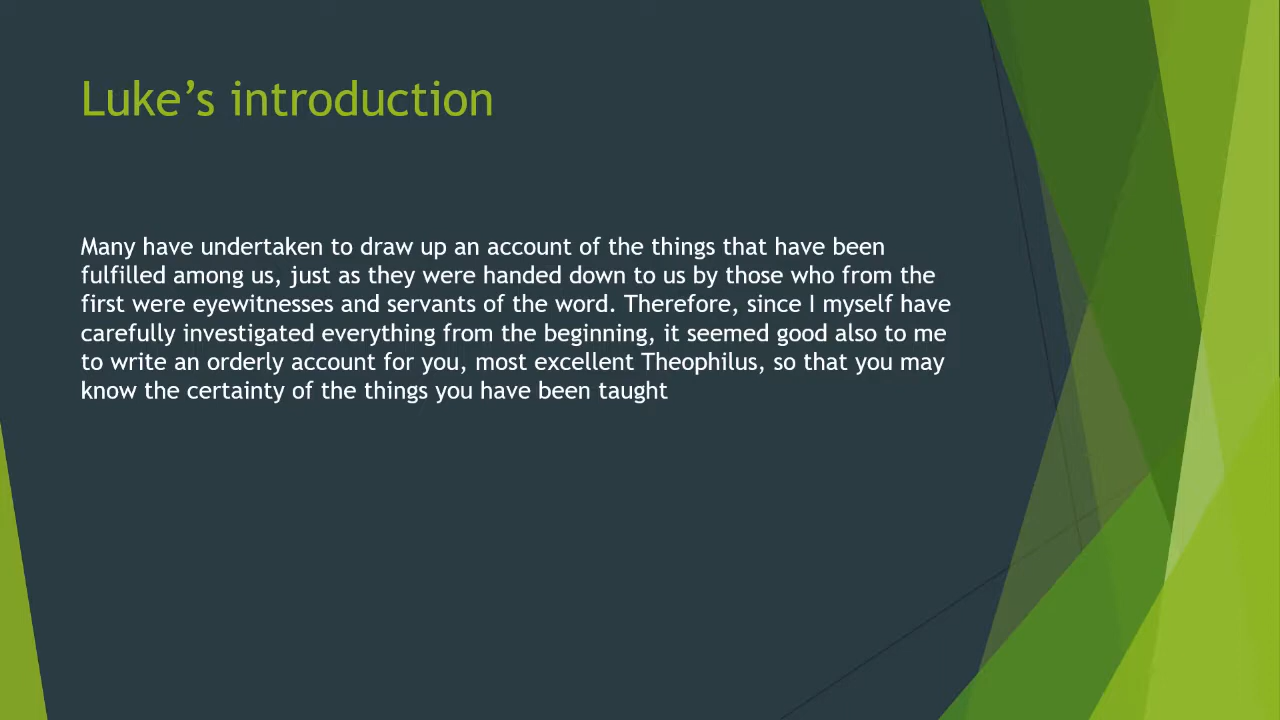 Luke’s introduction
Many have undertaken to draw up an account of the things that have been
fulfilled among us, just as they were handed down to us by those who from the
first were eyewitnesses and servants of the word. Therefore, since I myself have
carefully investigated everything from the beginning, it seemed good also to me
to write an orderly account for you, most excellent Theophilus, so that you may
know the certainty of the things you have been taught